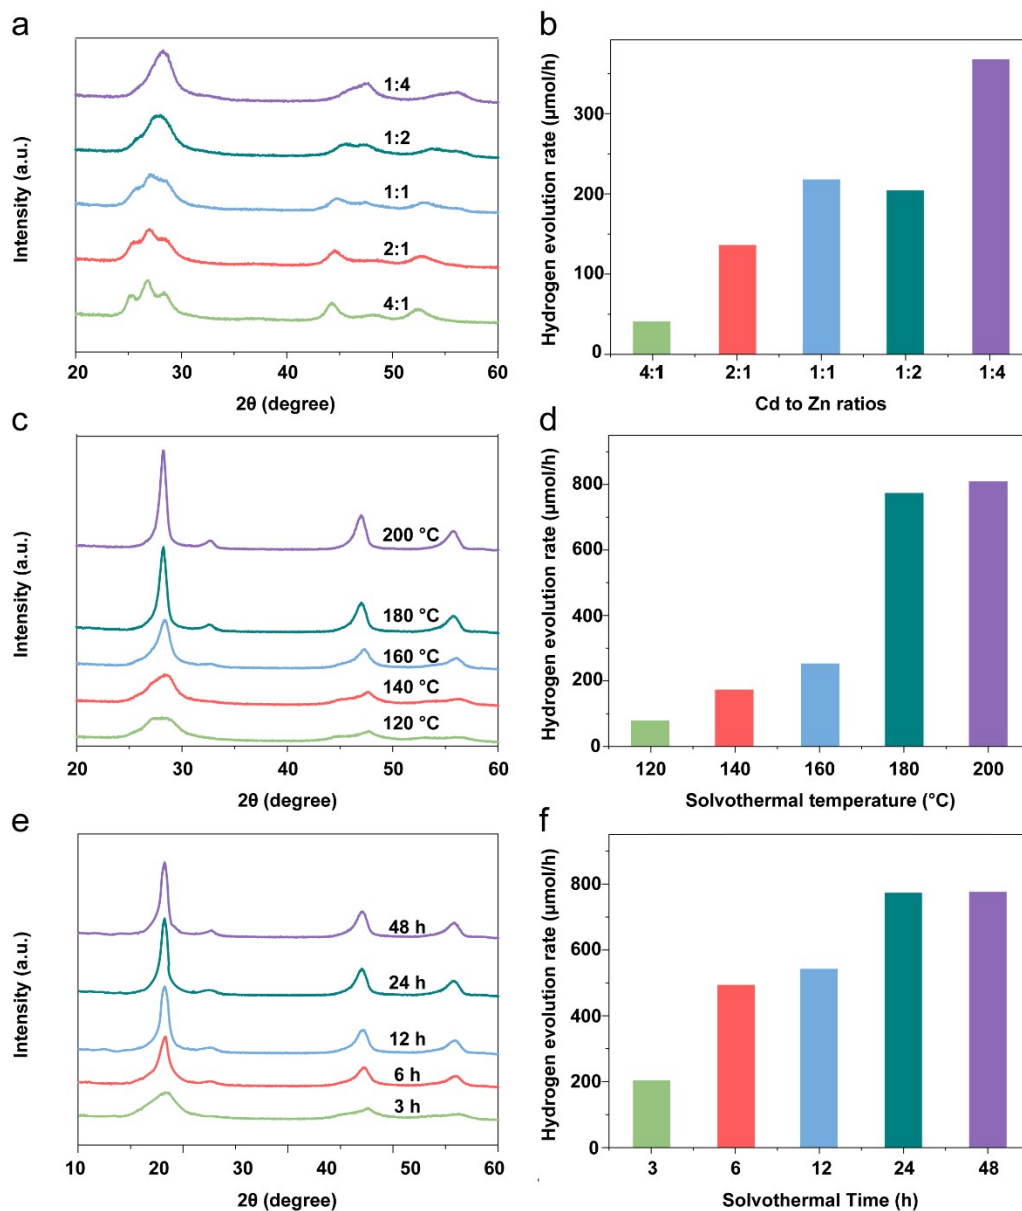 a
Intensity (a.u.)
1:4
1:2
1:1
2:1
4:1
20 30 40 50 60
2θ (degree)
b
Hydrogen evolution rate (μmol/h)
300
200
100
0
4:1 2:1 1:1 1:2 1:4
Cd to Zn ratios
c
Intensity (a.u.)
200 °C
180 °C
160 °C
140 °C
120 °C
20 30 40 50 60
2θ (degree)
d
Hydrogen evolution rate (μmol/h)
800
600
400
200
0
120 140 160 180 200
Solvothermal temperature (°C)
e
Intensity (a.u.)
48 h
24 h
12 h
6 h
3 h
10 20 30 40 50 60
2θ (degree)
f
Hydrogen evolution rate (μmol/h)
800
600
400
200
0
3 6 12 24 48
Solvothermal Time (h)